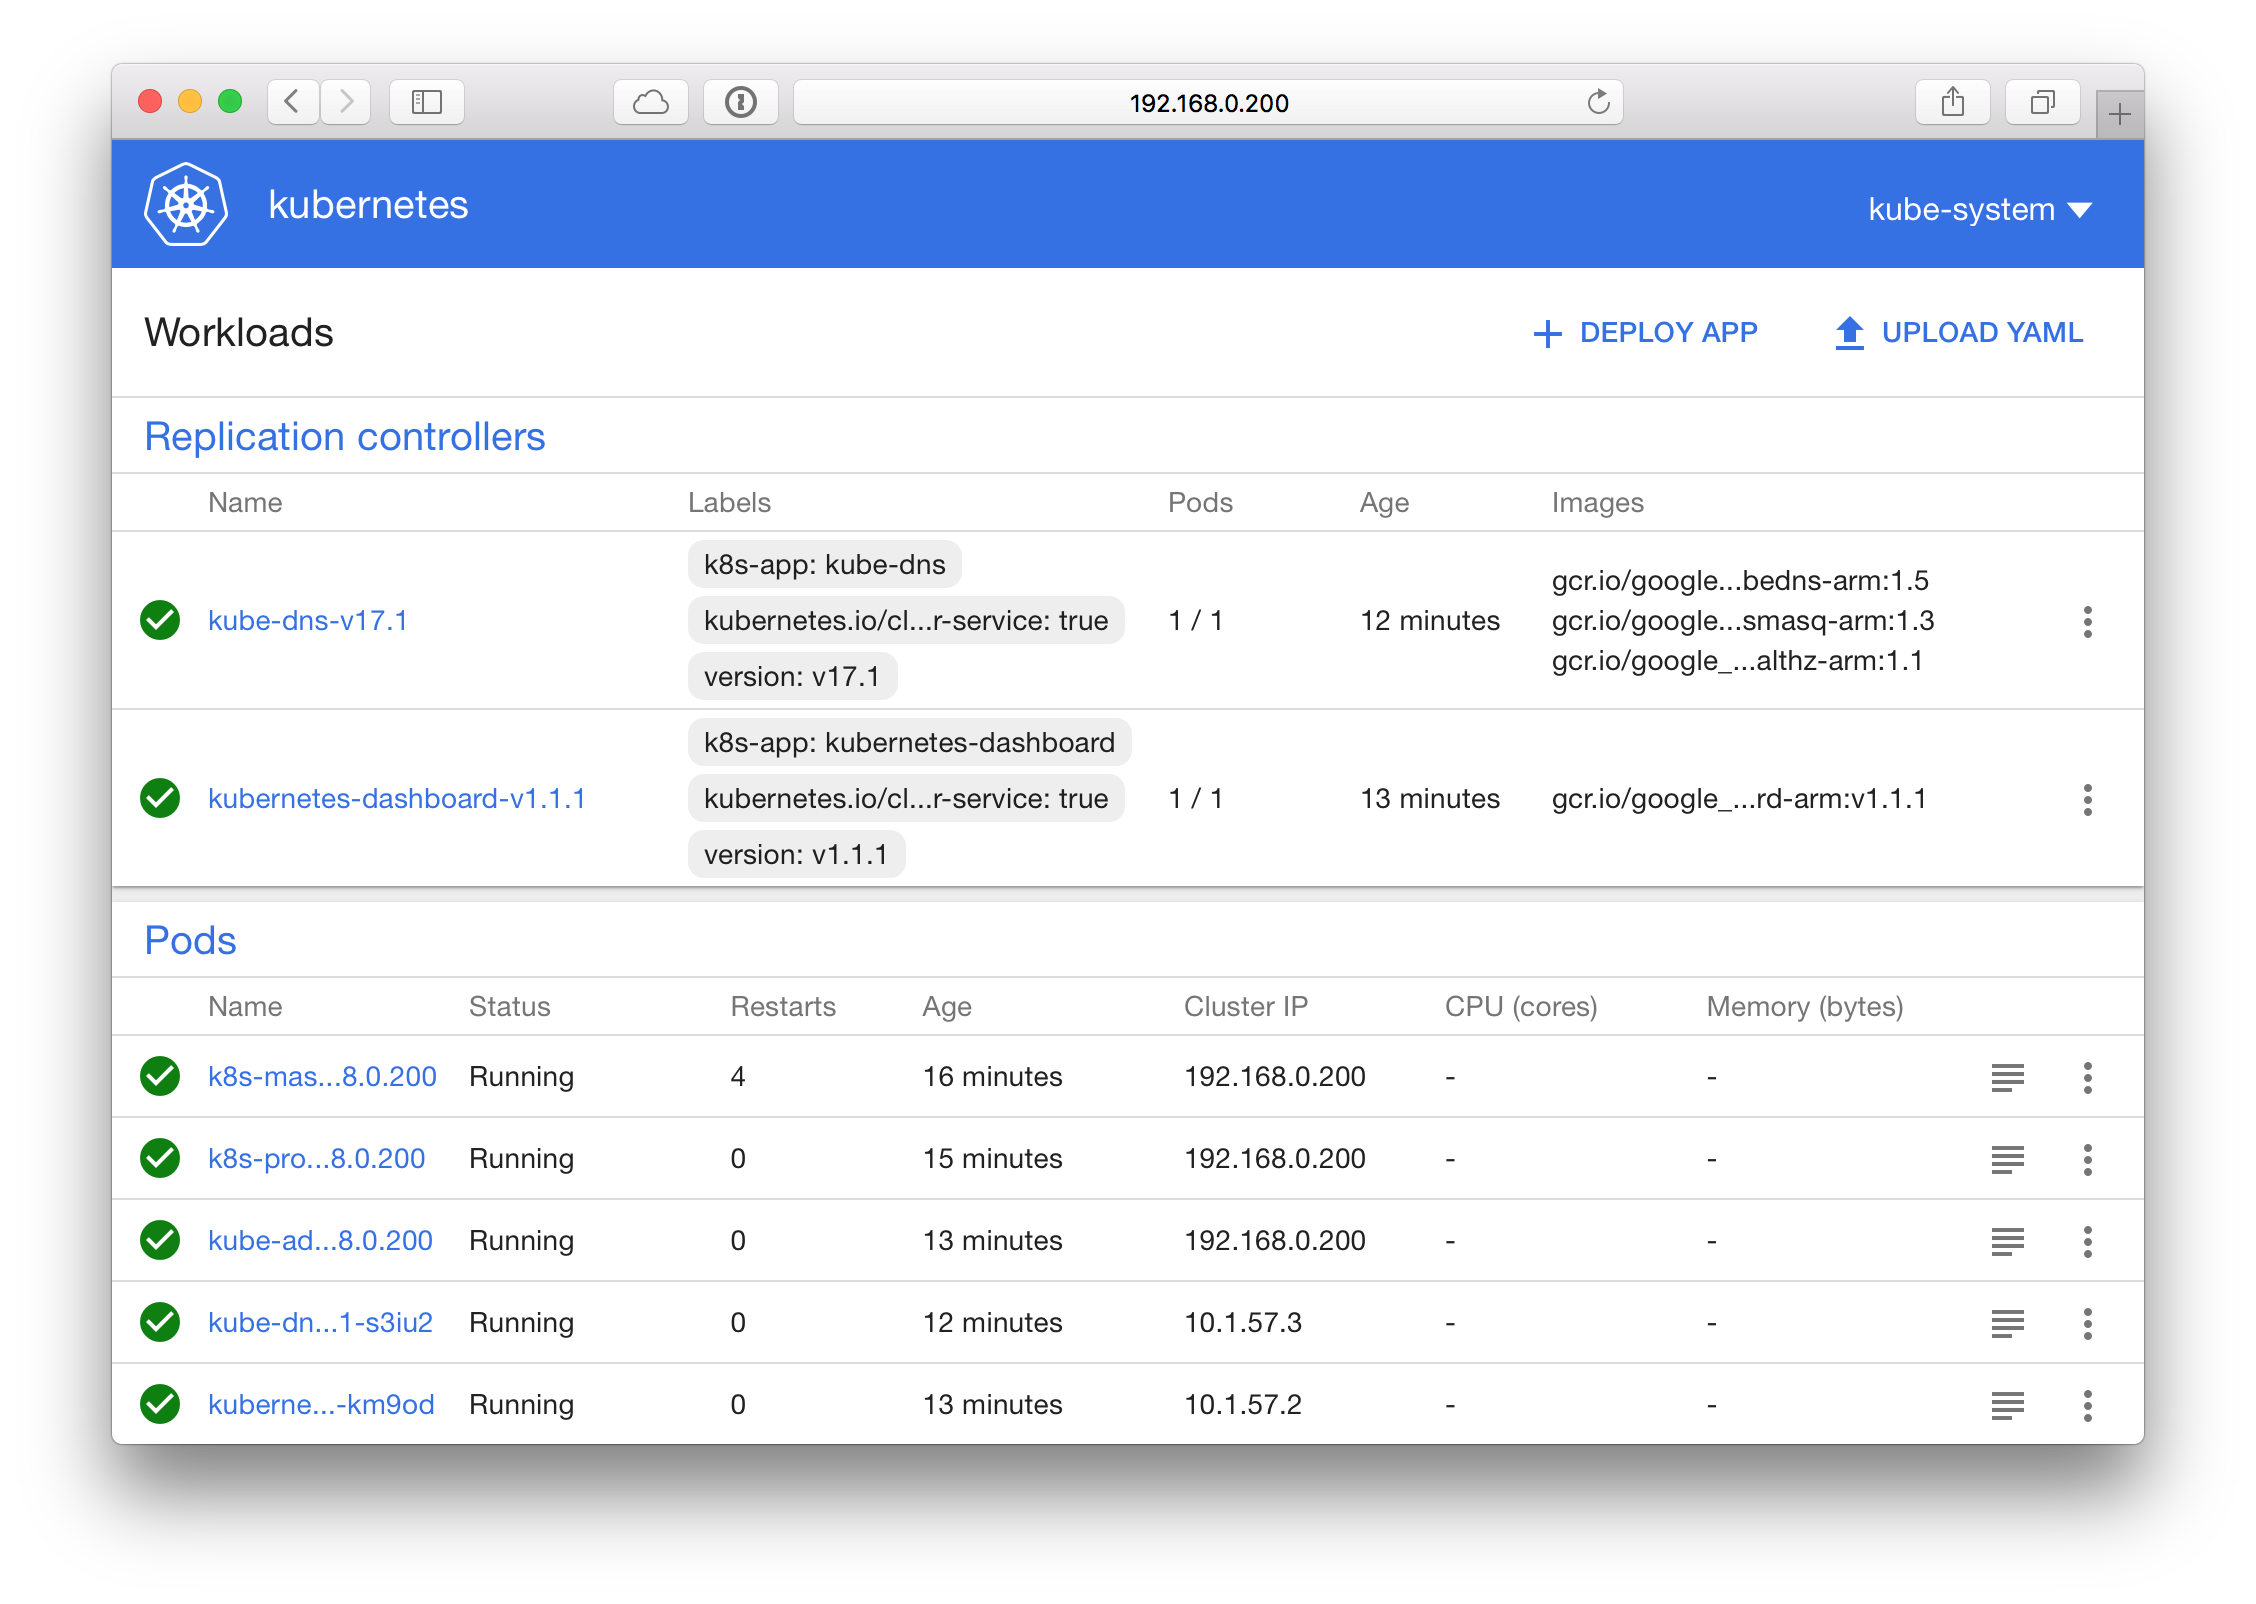 192.168.0.200
kubernetes
kube-system
Workloads
DEPLOY APP
UPLOAD YAML
Replication controllers
Name Labels Pods Age Images
kube-dns-v17.1
k8s-app: kube-dns
kubernetes.io/cl...r-service: true
version: v17.1
1 / 1
12 minutes
gcr.io/google...bedns-arm:1.5
gcr.io/google...smasq-arm:1.3
gcr.io/google_...althz-arm:1.1
kubernetes-dashboard-v1.1.1
k8s-app: kubernetes-dashboard
kubernetes.io/cl...r-service: true
version: v1.1.1
1 / 1
13 minutes
gcr.io/google_...rd-arm:v1.1.1
Pods
Name Status Restarts Age Cluster IP CPU (cores) Memory (bytes)
k8s-mas...8.0.200 Running 4 16 minutes 192.168.0.200 - -
k8s-pro...8.0.200 Running 0 15 minutes 192.168.0.200 - -
kube-ad...8.0.200 Running 0 13 minutes 192.168.0.200 - -
kube-dn...1-s3iu2 Running 0 12 minutes 10.1.57.3 - -
kuberne...-km9od Running 0 13 minutes 10.1.57.2 - -